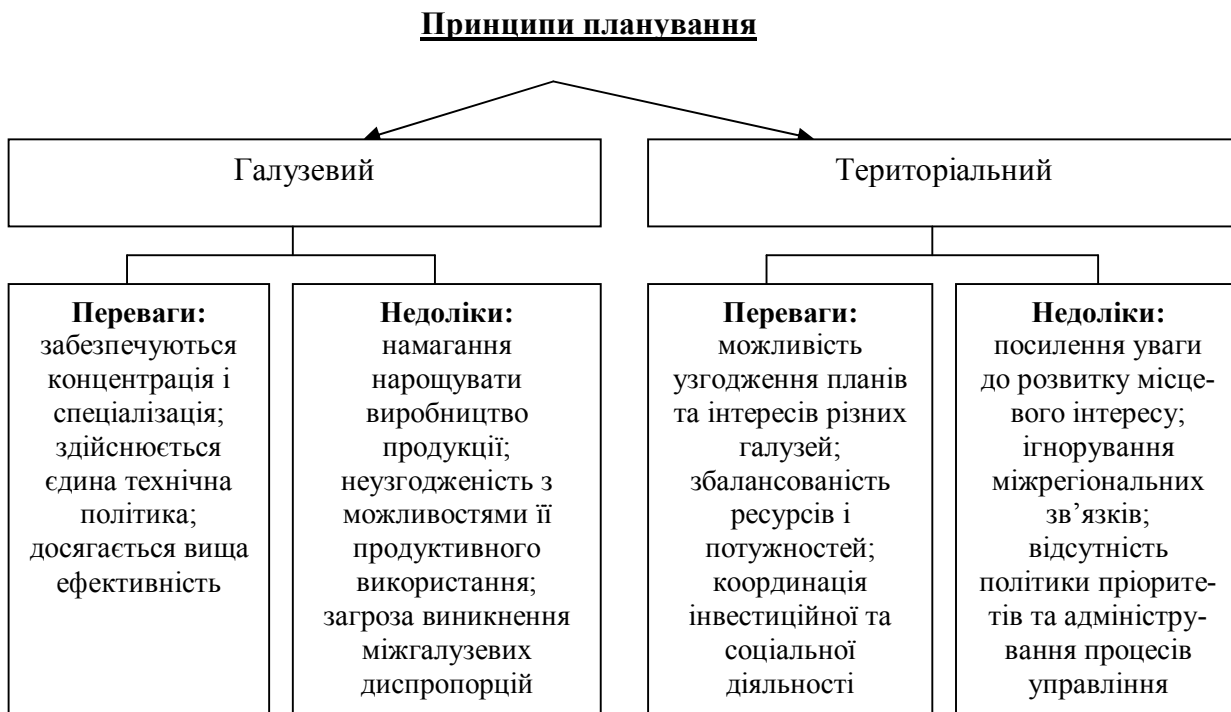 Принципи планування
Галузевий
Територіальний
Переваги:
забезпечуються
концентрація і
спеціалізація;
здійснюється
єдина технічна
політика;
досягається вища
ефективність
Недоліки:
намагання
нарощувати
виробництво
продукції;
неузгодженість з
можливостями її
продуктивного
використання;
загроза виникнення
міжгалузевих
диспропорцій
Переваги:
можливість
узгодження планів
та інтересів різних
галузей;
збалансованість
ресурсів і
потужностей;
координація
інвестиційної та
соціальної
діяльності
Недоліки:
посилення уваги
до розвитку місце-
вого інтересу;
ігнорування
міжрегіональних
зв’язків;
відсутність
політики пріорите-
тів та адміністру-
вання процесів
управління